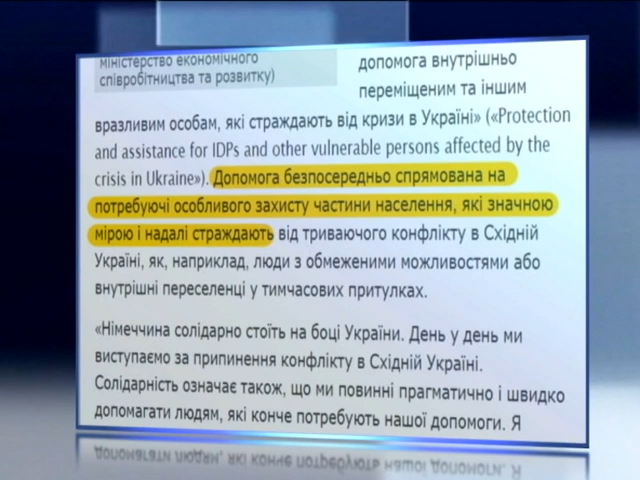 міністерство економічного
співробітництва та розвитку)
допомога внутрішньо
переміщеним та іншим
вразливим особам, які страждають від кризи в Україні» («Protection
and assistance for IDPs and other vulnerable persons affected by the
crisis in Ukraine»). Допомога безпосередньо спрямована на
потребуючі особливого захисту частини населення, які значною
мірою і надалі страждають від триваючого конфлікту в Східній
Україні, як, наприклад, люди з обмеженими можливостями або
внутрішні переселенці у тимчасових притулках.
«Німеччина солідарно стоїть на боці України. День у день ми
виступаємо за припинення конфлікту в Східній Україні.
Солідарність означає також, що ми повинні прагматично і швидко
допомагати людям, які конче потребують нашої допомоги. Я